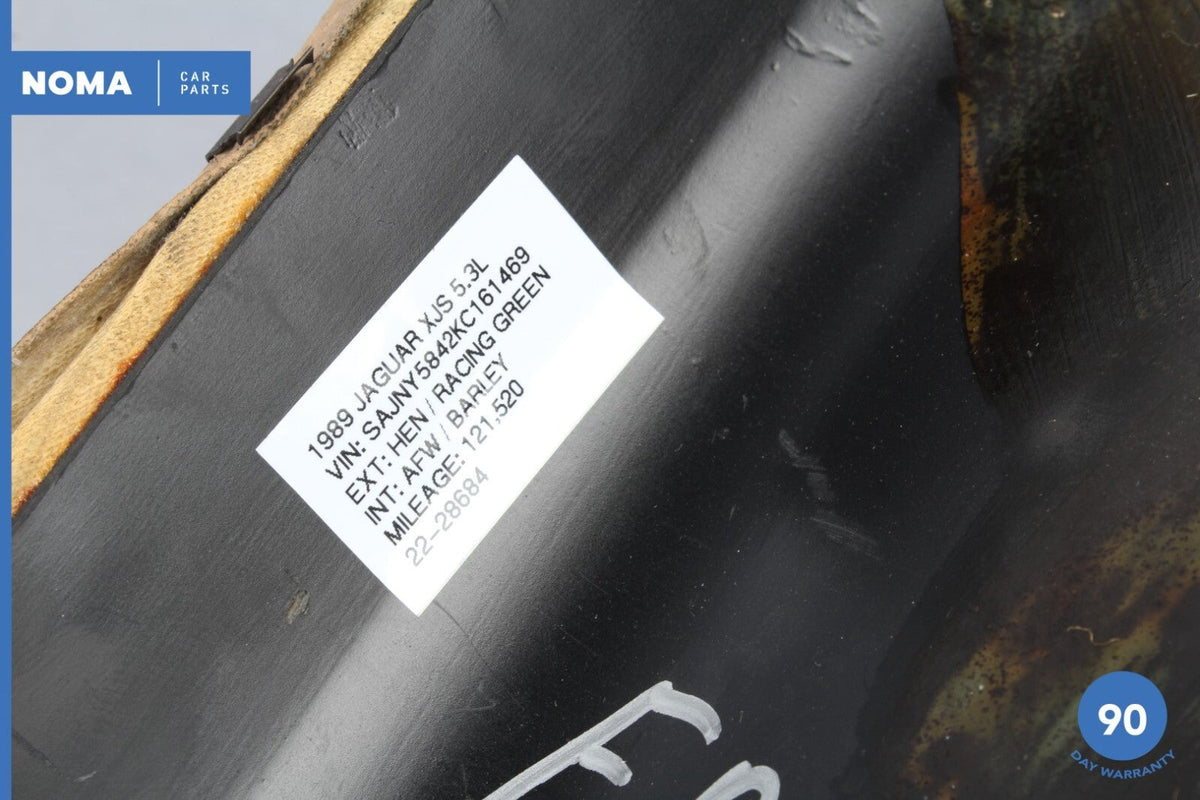 NOMA
CAR
PARTS
1989 JAGUAR XJS 5.3L
VIN: SAJNY5842KC161469
EXT: HEN / RACING GREEN
INT: AFW / BARLEY
MILEAGE: 121,520
22-28684
90
DAY WARRANTY